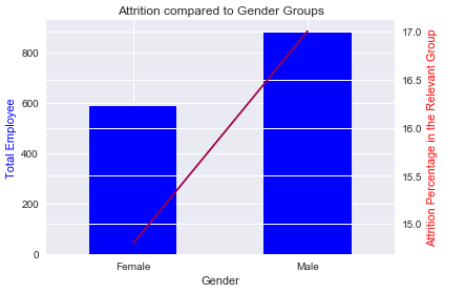 Attrition compared to Gender Groups
Total Employee
800
600
400
200
0
17.0
16.5
16.0
15.5
15.0
Attrition Percentage in the Relevant Group
Female
Male
Gender